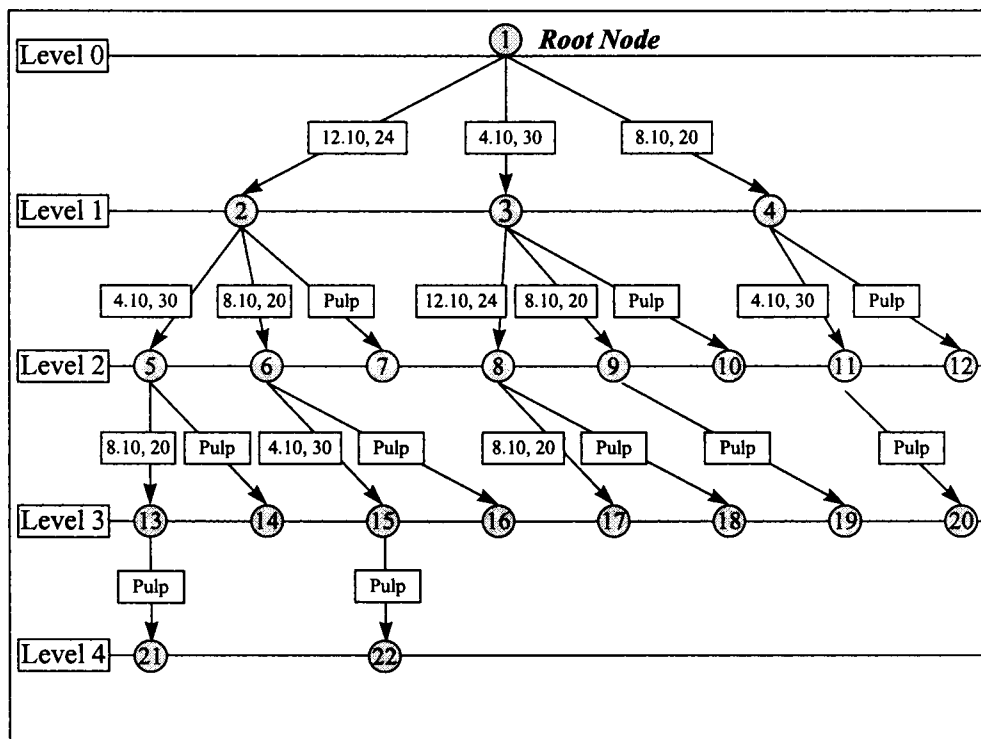 1 Root Node
Level 0
12.10, 24 4.10, 30 8.10, 20
Level 1 2 3 4
4.10, 30 8.10, 20 Pulp 12.10, 24 8.10, 20 Pulp 4.10, 30 Pulp
Level 2 5 6 7 8 9 10 11 12
8.10, 20 Pulp 4.10, 30 Pulp 8.10, 20 Pulp Pulp Pulp
Level 3 13 14 15 16 17 18 19 20
Pulp Pulp
Level 4 21 22